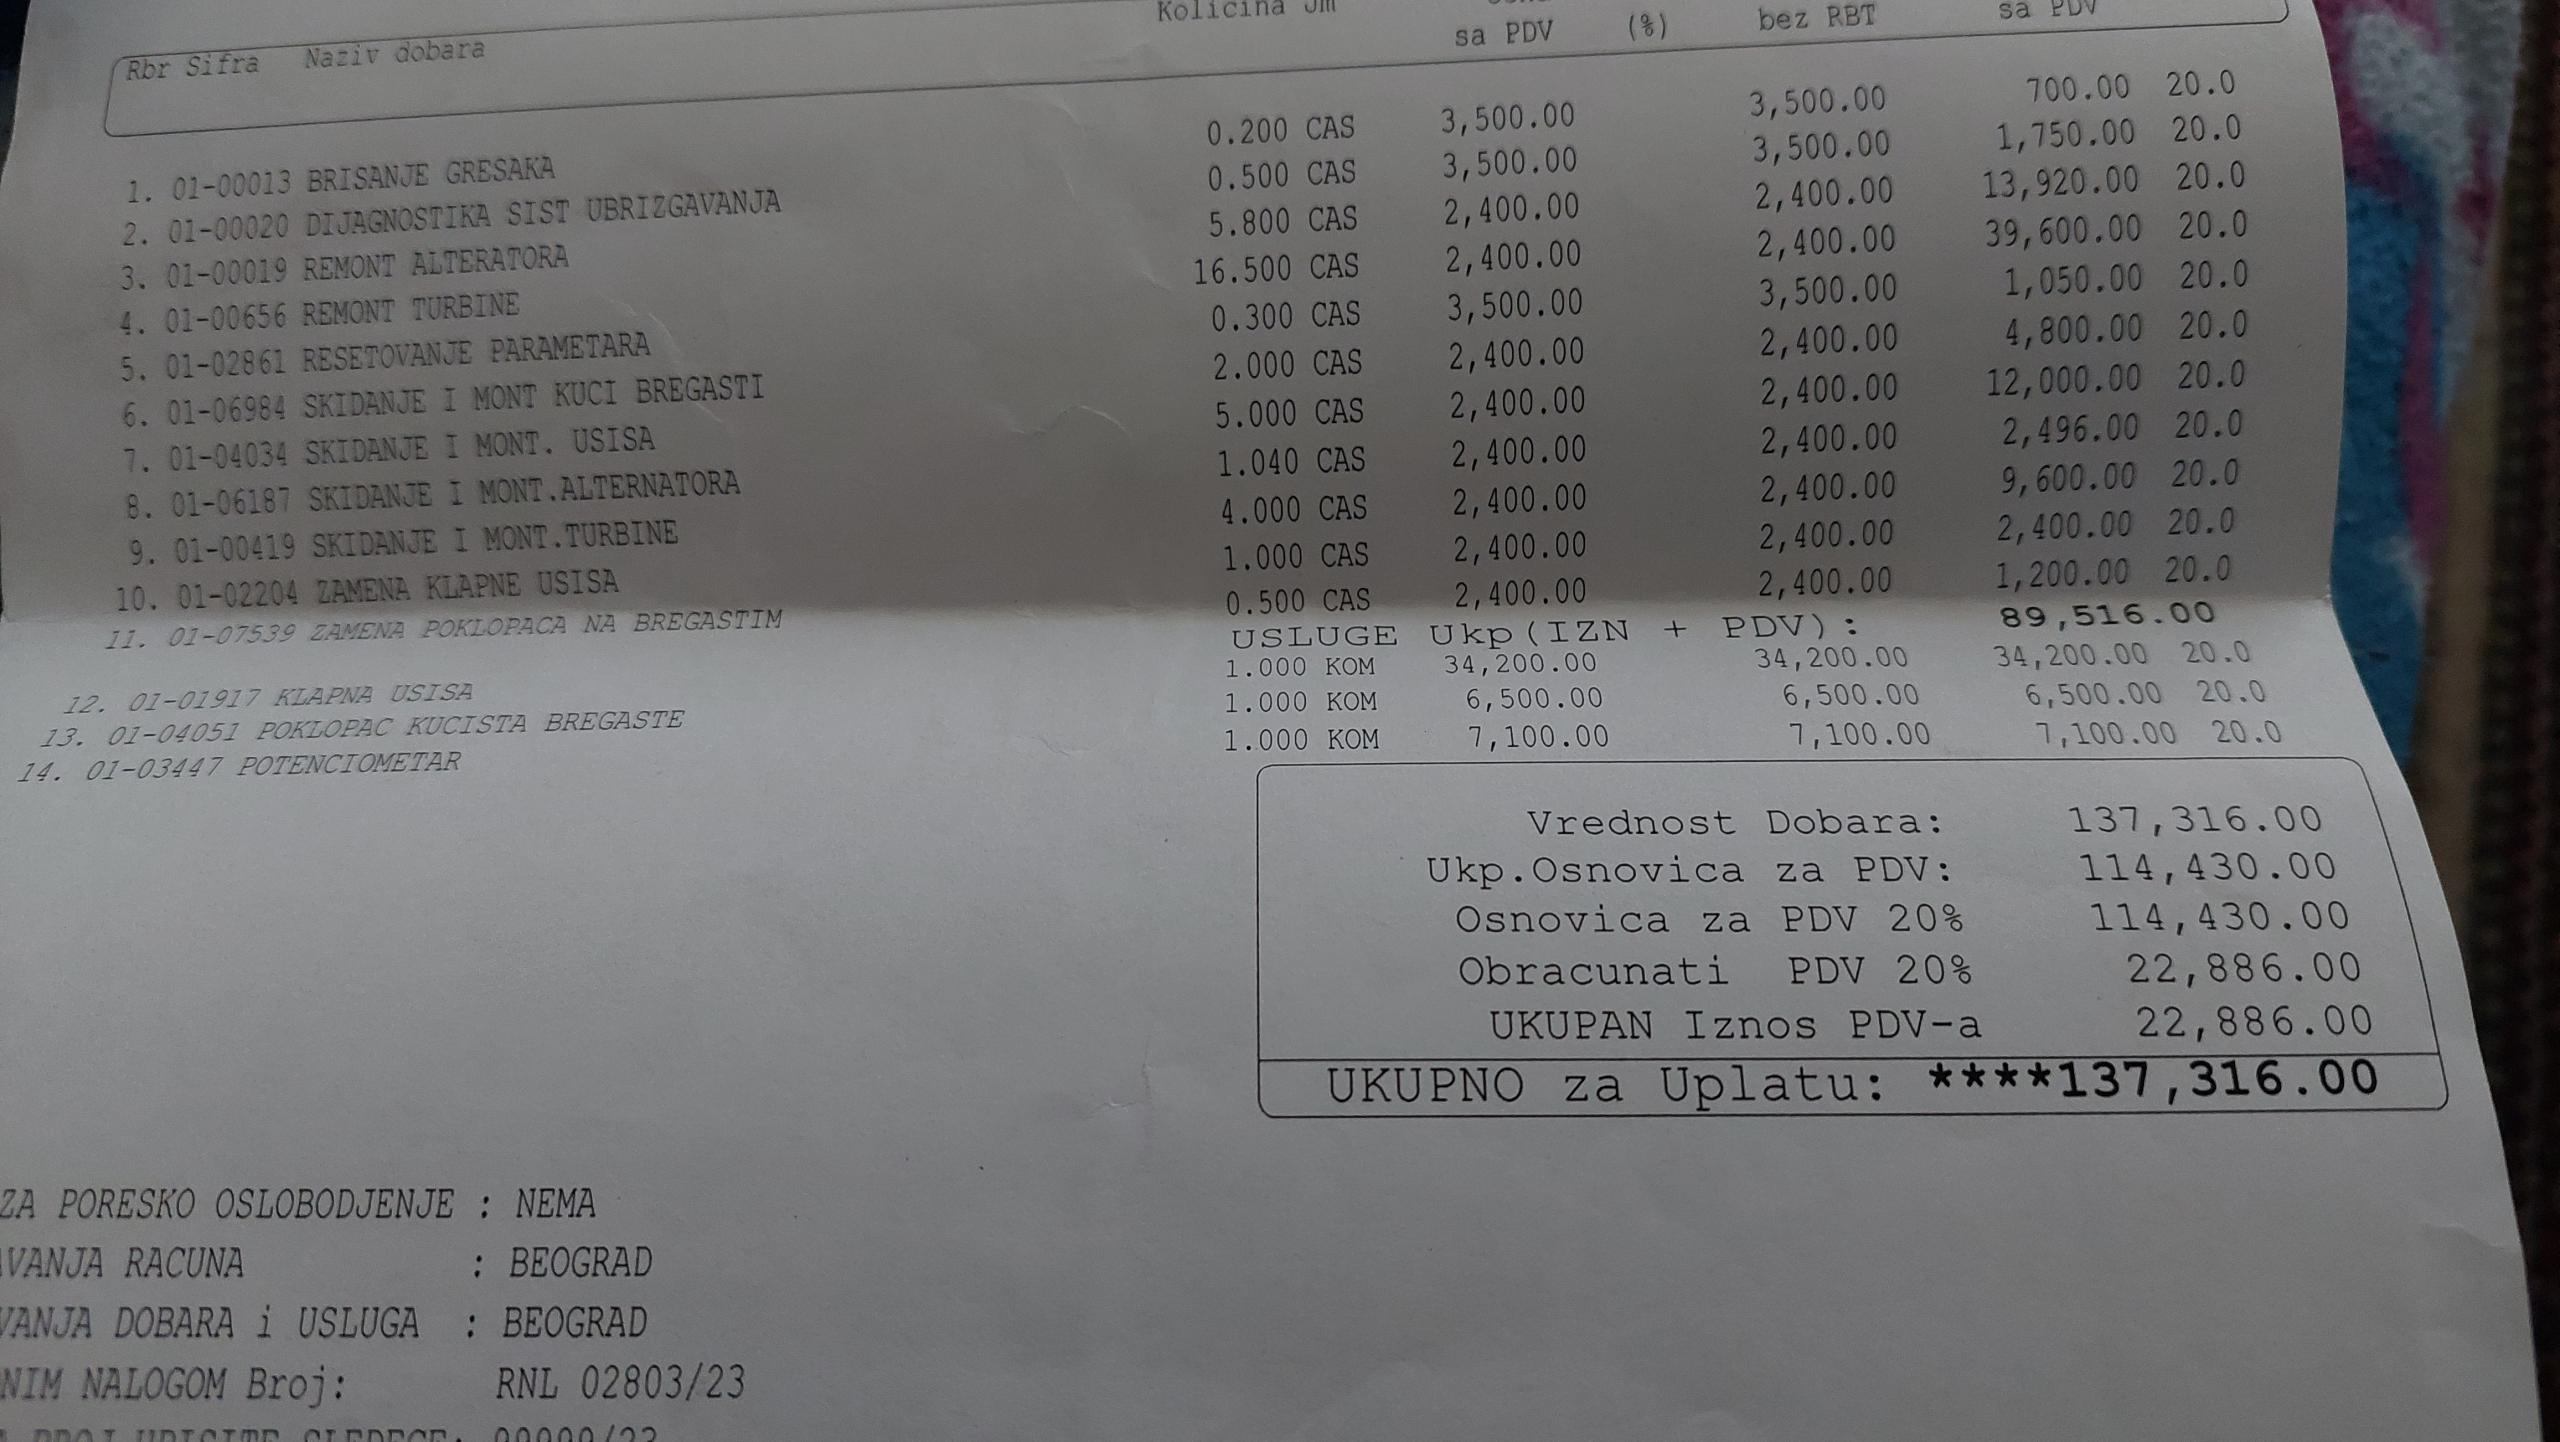 Kolicina Jm
Rbr Sifra Naziv dobara sa PDV (%) bez RBT sa PDV
1. 01-00013 BRISANJE GRESAKA 0.200 CAS 3,500.00 3,500.00 700.00 20.0
2. 01-00020 DIJAGNOSTIKA SIST UBRIZGAVANJA 0.500 CAS 3,500.00 3,500.00 1,750.00 20.0
3. 01-00019 REMONT ALTERATORA 5.800 CAS 2,400.00 2,400.00 13,920.00 20.0
4. 01-00656 REMONT TURBINE 16.500 CAS 2,400.00 2,400.00 39,600.00 20.0
5. 01-02861 RESETOVANJE PARAMETARA 0.300 CAS 3,500.00 3,500.00 1,050.00 20.0
6. 01-06984 SKIDANJE I MONT KUCI BREGASTI 2.000 CAS 2,400.00 2,400.00 4,800.00 20.0
7. 01-04034 SKIDANJE I MONT. USISA 5.000 CAS 2,400.00 2,400.00 12,000.00 20.0
8. 01-06187 SKIDANJE I MONT.ALTERNATORA 1.040 CAS 2,400.00 2,400.00 2,496.00 20.0
9. 01-00419 SKIDANJE I MONT.TURBINE 4.000 CAS 2,400.00 2,400.00 9,600.00 20.0
10. 01-02204 ZAMENA KLAPNE USISA 1.000 CAS 2,400.00 2,400.00 2,400.00 20.0
11. 01-07539 ZAMENA POKLOPACA NA BREGASTIM 0.500 CAS 2,400.00 2,400.00 1,200.00 20.0
USLUGE Ukp(IZN + PDV): 89,516.00
12. 01-01917 KLAPNA USISA 1.000 KOM 34,200.00 34,200.00 34,200.00 20.0
13. 01-04051 POKLOPAC KUCISTA BREGASTE 1.000 KOM 6,500.00 6,500.00 6,500.00 20.0
14. 01-03447 POTENCIOMETAR 1.000 KOM 7,100.00 7,100.00 7,100.00 20.0
Vrednost Dobara: 137,316.00
Ukp.Osnovica za PDV: 114,430.00
Osnovica za PDV 20% 114,430.00
Obracunati PDV 20% 22,886.00
UKUPAN Iznos PDV-a 22,886.00
UKUPNO za Uplatu: ****137,316.00
ZA PORESKO OSLOBODJENJE : NEMA
VANJA RACUNA : BEOGRAD
VANJA DOBARA i USLUGA : BEOGRAD
NIM NALOGOM Broj: RNL 02803/23